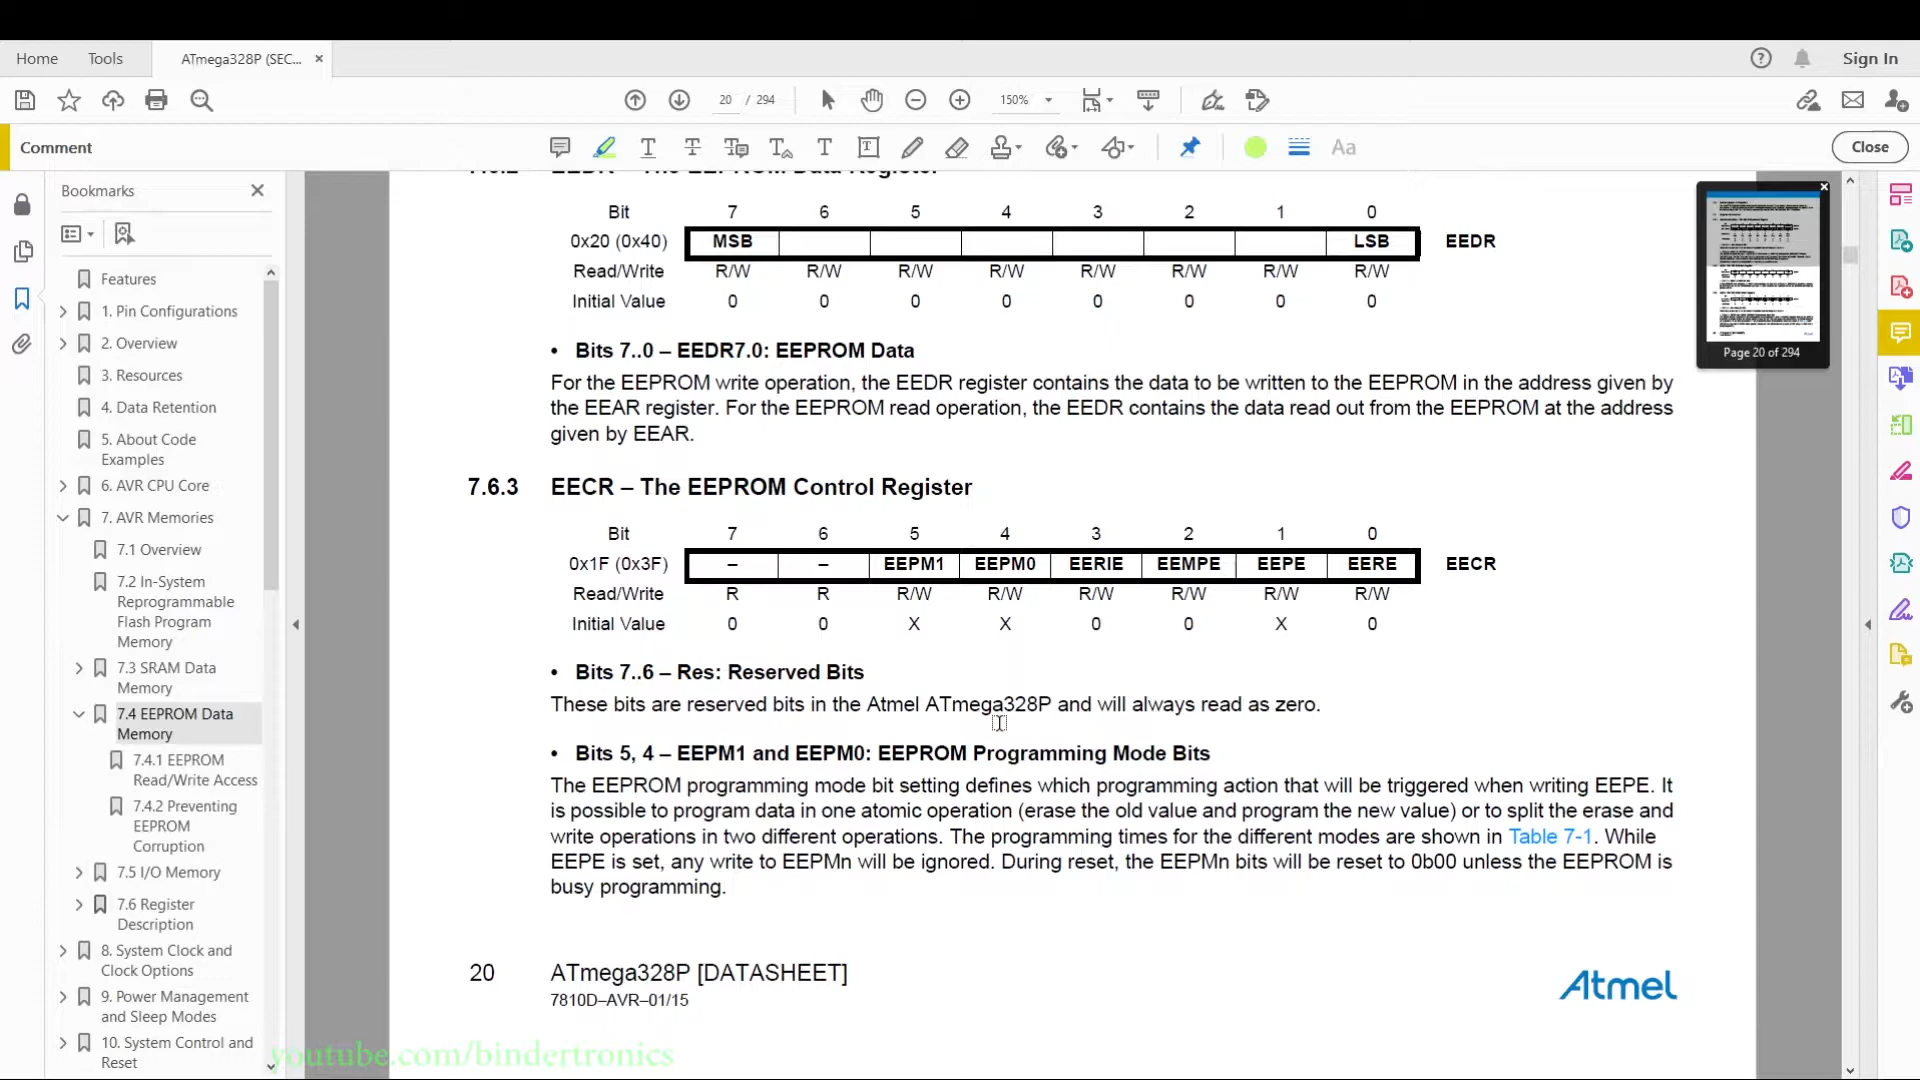 Home
Tools
ATmega328P (SEC...
Sign In
20 / 294
150%
Comment
Aa
Close
Bookmarks
Features
1. Pin Configurations
2. Overview
3. Resources
4. Data Retention
5. About Code
Examples
6. AVR CPU Core
7. AVR Memories
7.1 Overview
7.2 In-System
Reprogrammable
Flash Program
Memory
7.3 SRAM Data
Memory
7.4 EEPROM Data
Memory
7.4.1 EEPROM
Read/Write Access
7.4.2 Preventing
EEPROM
Corruption
7.5 I/O Memory
7.6 Register
Description
8. System Clock and
Clock Options
9. Power Management
and Sleep Modes
10. System Control and
Reset
7.6.2 EEDR – The EEPROM Data Register
Bit 7 6 5 4 3 2 1 0
0x20 (0x40) MSB LSB EEDR
Read/Write R/W R/W R/W R/W R/W R/W R/W R/W
Initial Value 0 0 0 0 0 0 0 0
• Bits 7..0 – EEDR7.0: EEPROM Data
For the EEPROM write operation, the EEDR register contains the data to be written to the EEPROM in the address given by
the EEAR register. For the EEPROM read operation, the EEDR contains the data read out from the EEPROM at the address
given by EEAR.
7.6.3 EECR – The EEPROM Control Register
Bit 7 6 5 4 3 2 1 0
0x1F (0x3F) – – EEPM1 EEPM0 EERIE EEMPE EEPE EERE EECR
Read/Write R R R/W R/W R/W R/W R/W R/W
Initial Value 0 0 X X 0 0 X 0
• Bits 7..6 – Res: Reserved Bits
These bits are reserved bits in the Atmel ATmega328P and will always read as zero.
• Bits 5, 4 – EEPM1 and EEPM0: EEPROM Programming Mode Bits
The EEPROM programming mode bit setting defines which programming action that will be triggered when writing EEPE. It
is possible to program data in one atomic operation (erase the old value and program the new value) or to split the erase and
write operations in two different operations. The programming times for the different modes are shown in Table 7-1. While
EEPE is set, any write to EEPMn will be ignored. During reset, the EEPMn bits will be reset to 0b00 unless the EEPROM is
busy programming.
20 ATmega328P [DATASHEET]
7810D–AVR–01/15
Atmel
Page 20 of 294
youtube.com/bindertronics